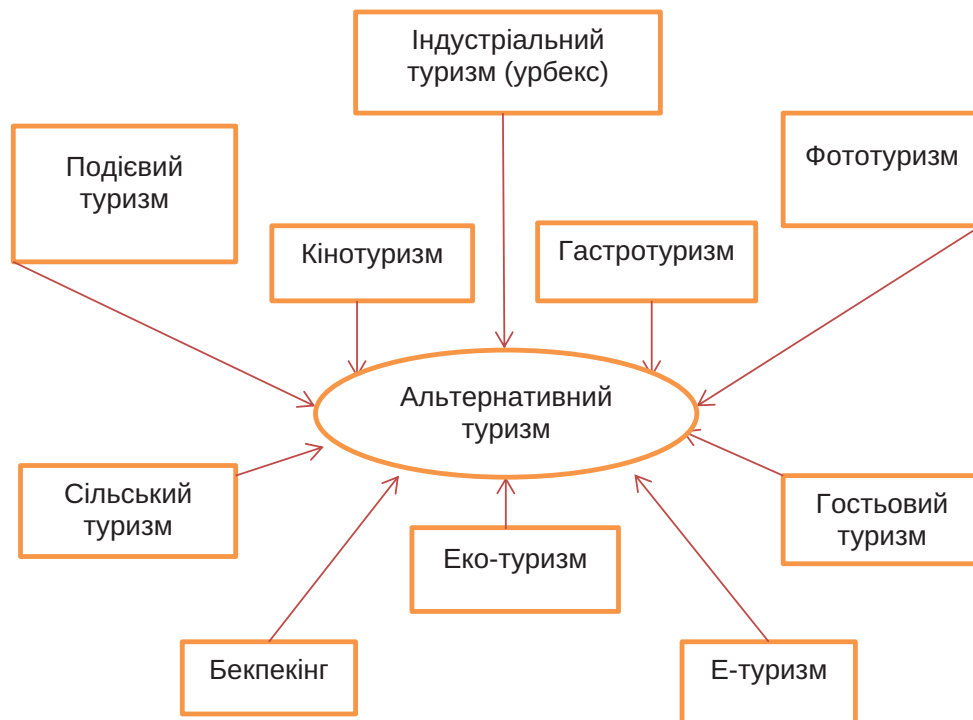 Індустріальний
туризм (урбекс)
Подієвий
туризм
Фототуризм
Кінотуризм
Гастротуризм
Альтернативний
туризм
Сільський
туризм
Гостьовий
туризм
Еко-туризм
Бекпекінг
Е-туризм